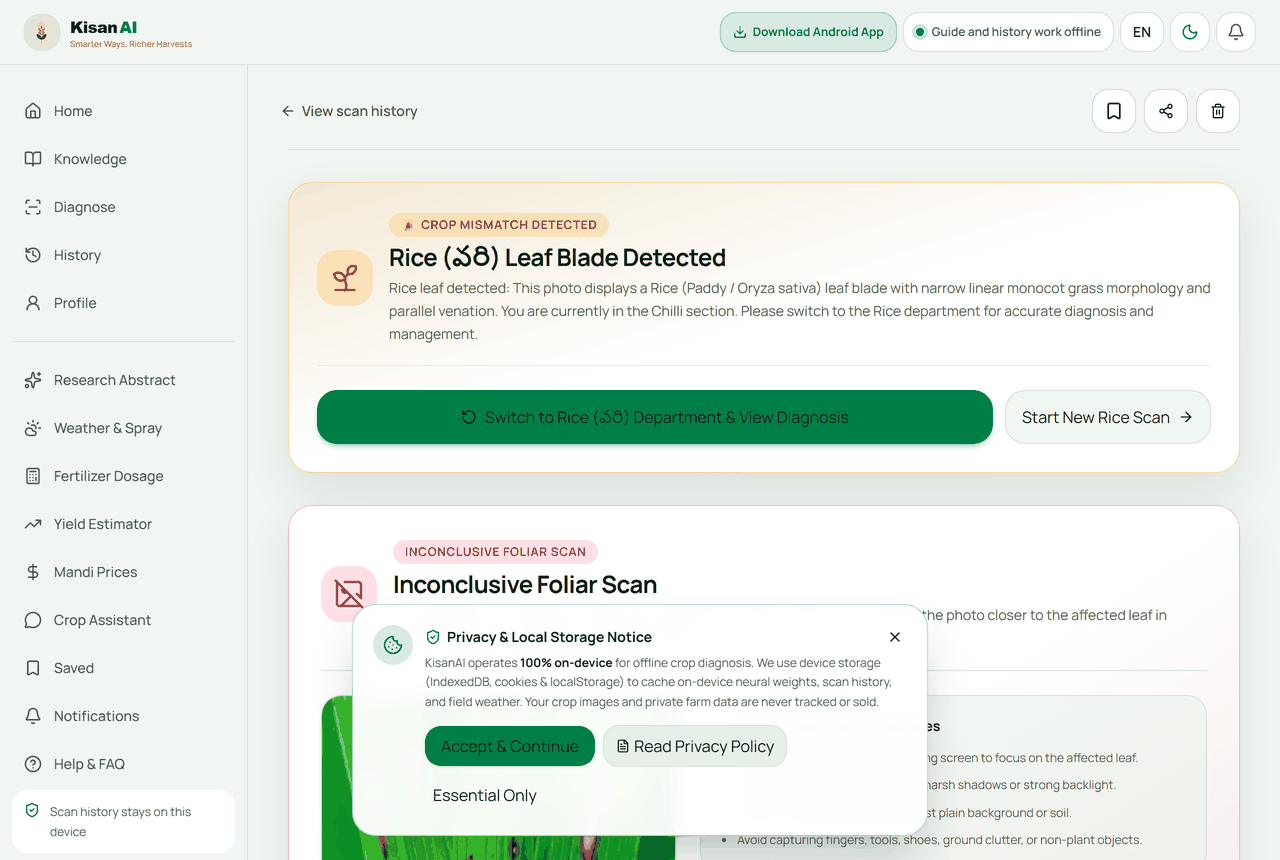 Kisan AI
Smarter Ways, Richer Harvests
Download Android App
Guide and history work offline
EN
Home
Knowledge
Diagnose
History
Profile
Research Abstract
Weather & Spray
Fertilizer Dosage
Yield Estimator
Mandi Prices
Crop Assistant
Saved
Notifications
Help & FAQ
Scan history stays on this
device
View scan history
CROP MISMATCH DETECTED
Rice (వరి) Leaf Blade Detected
Rice leaf detected: This photo displays a Rice (Paddy / Oryza sativa) leaf blade with narrow linear monocot grass morphology and
parallel venation. You are currently in the Chilli section. Please switch to the Rice department for accurate diagnosis and
management.
Switch to Rice (వరి) Department & View Diagnosis
Start New Rice Scan
INCONCLUSIVE FOLIAR SCAN
Inconclusive Foliar Scan
the photo closer to the affected leaf in
Privacy & Local Storage Notice
KisanAI operates 100% on-device for offline crop diagnosis. We use device storage
(IndexedDB, cookies & localStorage) to cache on-device neural weights, scan history,
and field weather. Your crop images and private farm data are never tracked or sold.
Accept & Continue
Read Privacy Policy
Essential Only
screen to focus on the affected leaf.
shadows or strong backlight.
plain background or soil.
Avoid capturing fingers, tools, shoes, ground clutter, or non-plant objects.